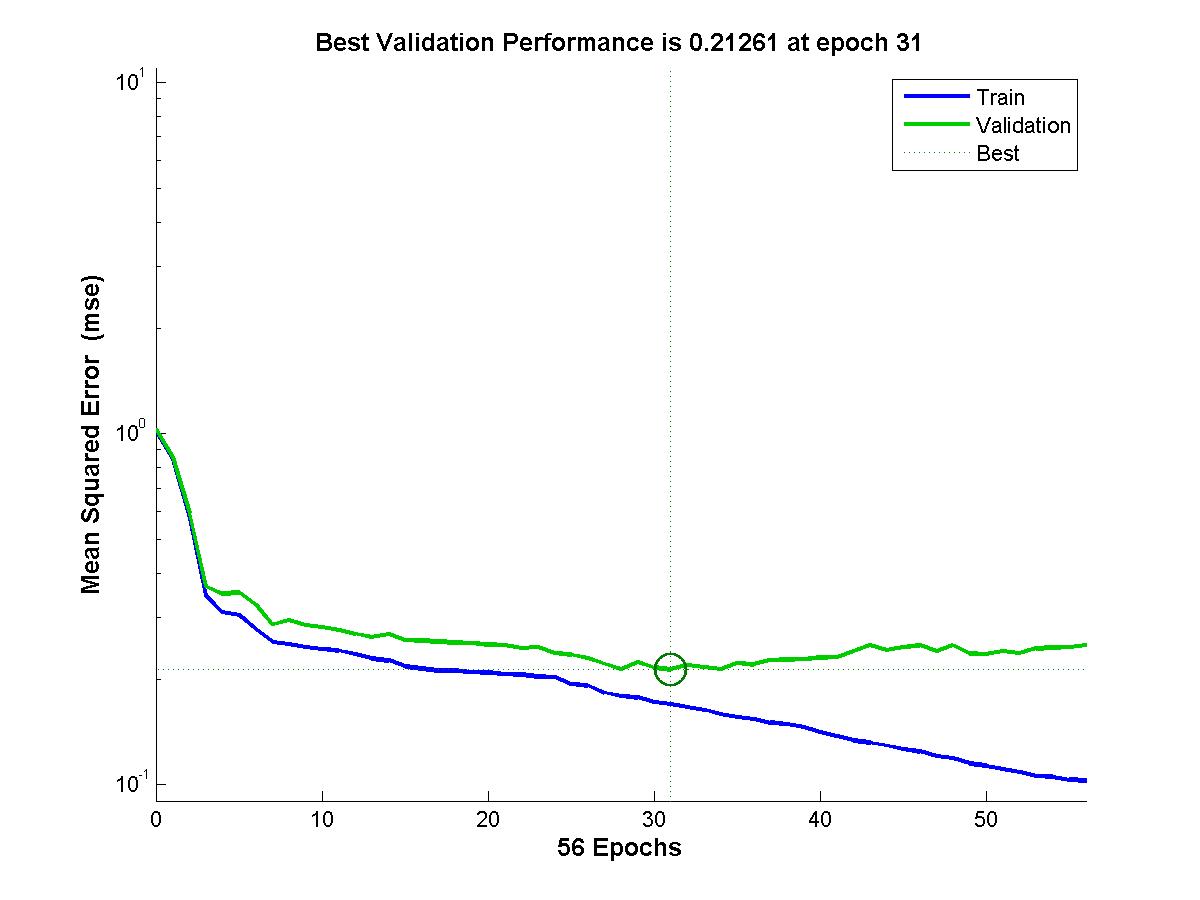 Best Validation Performance is 0.21261 at epoch 31
10^1
Train
Validation
Best
Mean Squared Error (mse)
10^0
10^-1
0 10 20 30 40 50
56 Epochs